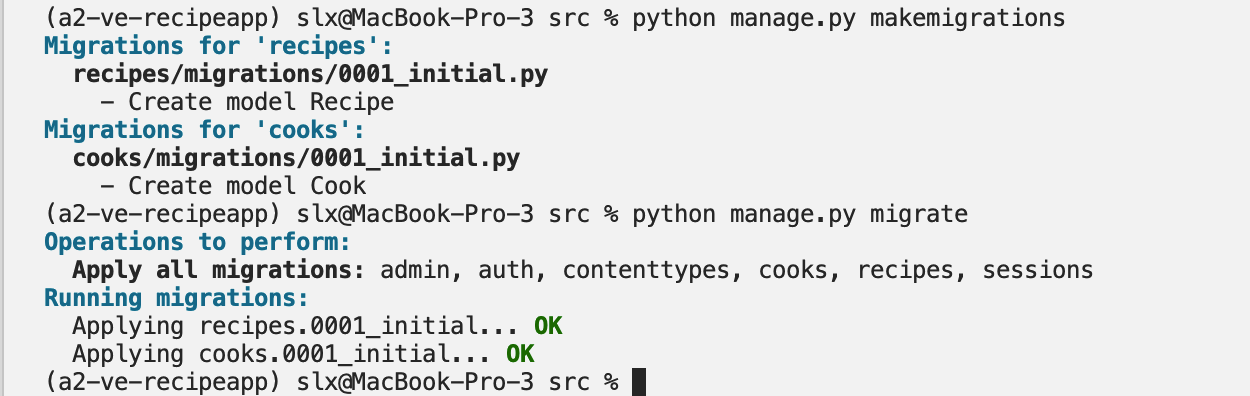 (a2-ve-recipeapp) slx@MacBook-Pro-3 src % python manage.py makemigrations
Migrations for 'recipes':
  recipes/migrations/0001_initial.py
    - Create model Recipe
Migrations for 'cooks':
  cooks/migrations/0001_initial.py
    - Create model Cook
(a2-ve-recipeapp) slx@MacBook-Pro-3 src % python manage.py migrate
Operations to perform:
  Apply all migrations: admin, auth, contenttypes, cooks, recipes, sessions
Running migrations:
  Applying recipes.0001_initial... OK
  Applying cooks.0001_initial... OK
(a2-ve-recipeapp) slx@MacBook-Pro-3 src %